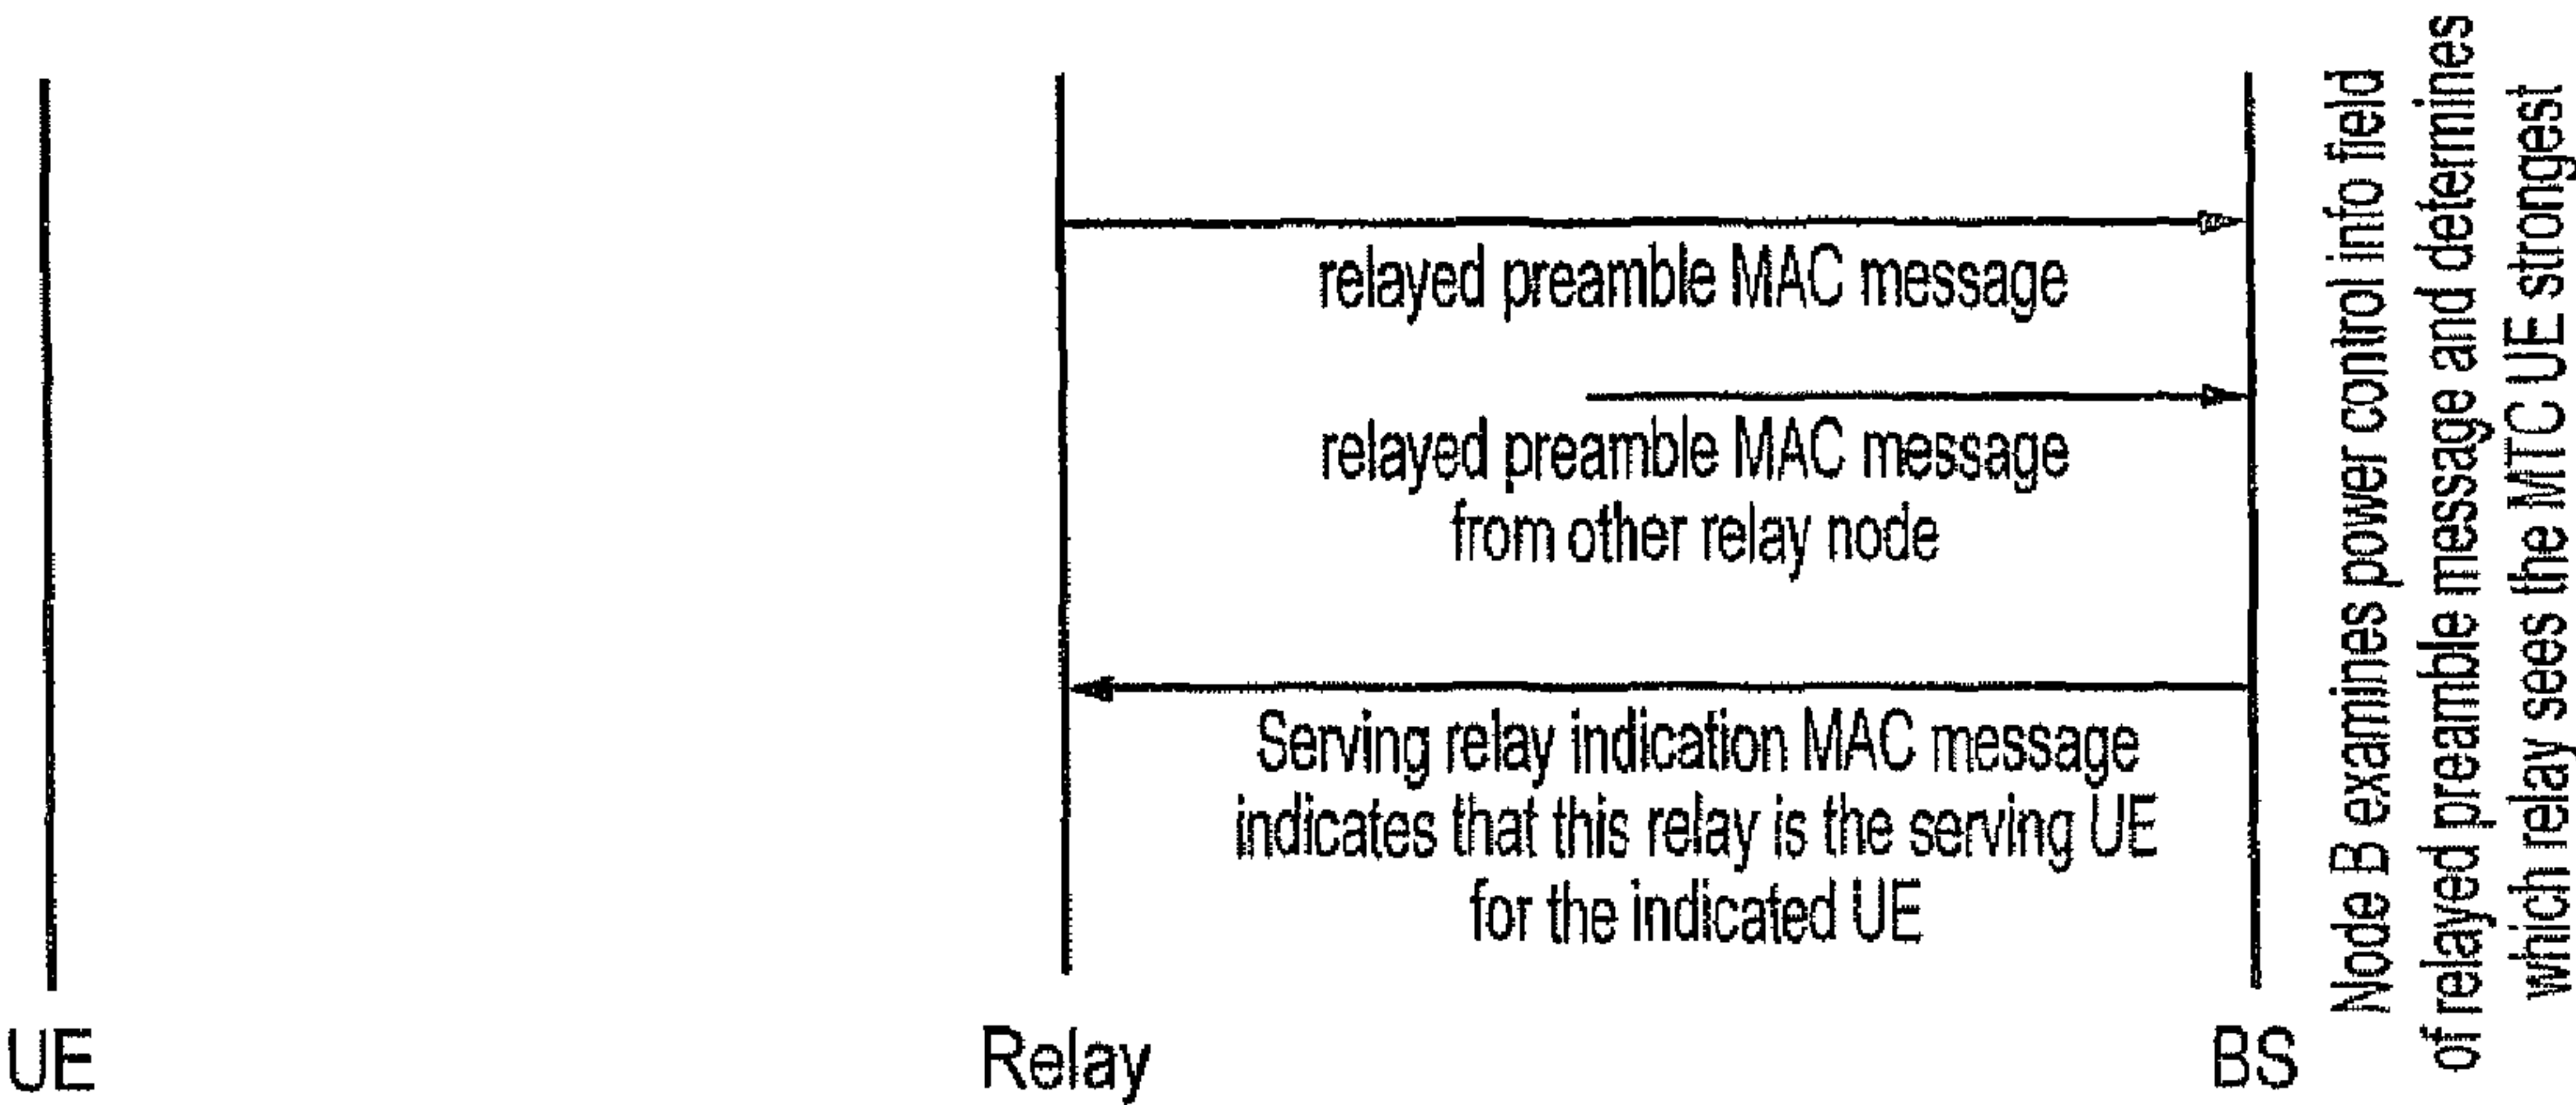 relayed preamble MAC message
relayed preamble MAC message
from other relay node
Serving relay indication MAC message
indicates that this relay is the serving UE
for the indicated UE
Node B examines power control info field
of relayed preamble message and determines
which relay sees the MTC UE strongest
UE
Relay
BS